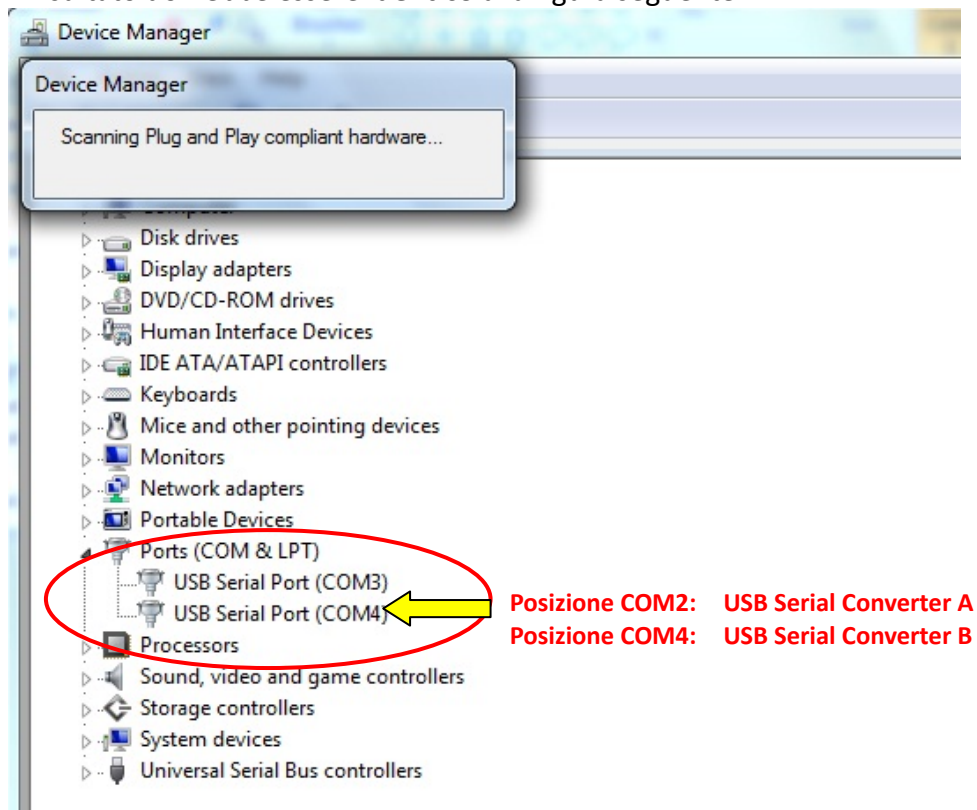 Device Manager
Device Manager
Scanning Plug and Play compliant hardware...
Computer
Disk drives
Display adapters
DVD/CD-ROM drives
Human Interface Devices
IDE ATA/ATAPI controllers
Keyboards
Mice and other pointing devices
Monitors
Network adapters
Portable Devices
Ports (COM & LPT)
USB Serial Port (COM3)
USB Serial Port (COM4) Posizione COM2: USB Serial Converter A
Posizione COM4: USB Serial Converter B
Processors
Sound, video and game controllers
Storage controllers
System devices
Universal Serial Bus controllers